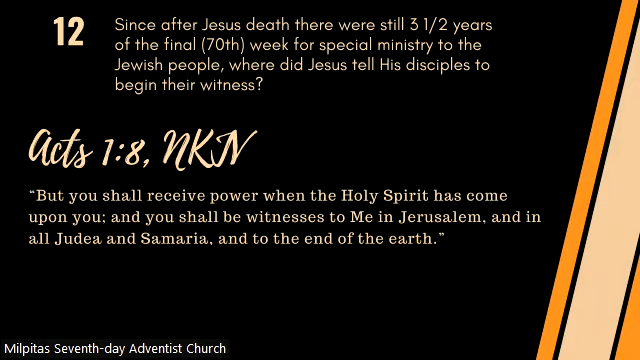 12
Since after Jesus death there were still 3 1/2 years
of the final (70th) week for special ministry to the
Jewish people, where did Jesus tell His disciples to
begin their witness?
Acts 1:8, NKN
“But you shall receive power when the Holy Spirit has come
upon you; and you shall be witnesses to Me in Jerusalem, and in
all Judea and Samaria, and to the end of the earth.”
Milpitas Seventh-day Adventist Church